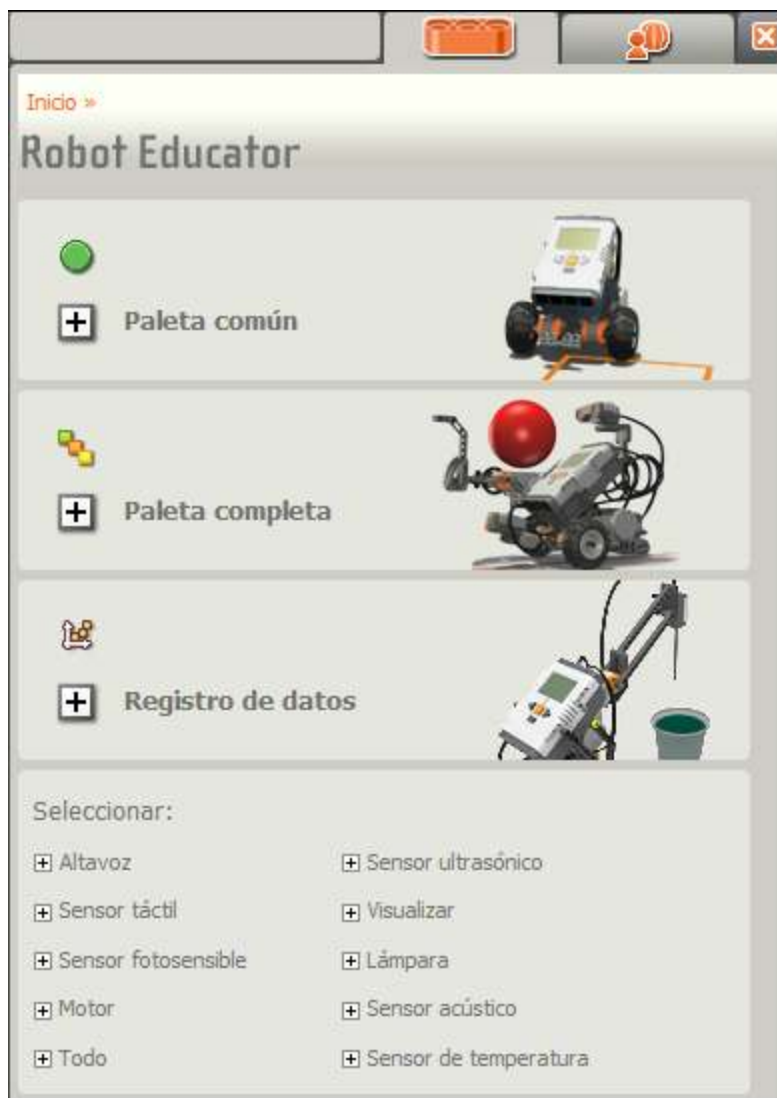 Inicio »
Robot Educator
Paleta común
Paleta completa
Registro de datos
Seleccionar:
Altavoz
Sensor ultrasónico
Sensor táctil
Visualizar
Sensor fotosensible
Lámpara
Motor
Sensor acústico
Todo
Sensor de temperatura